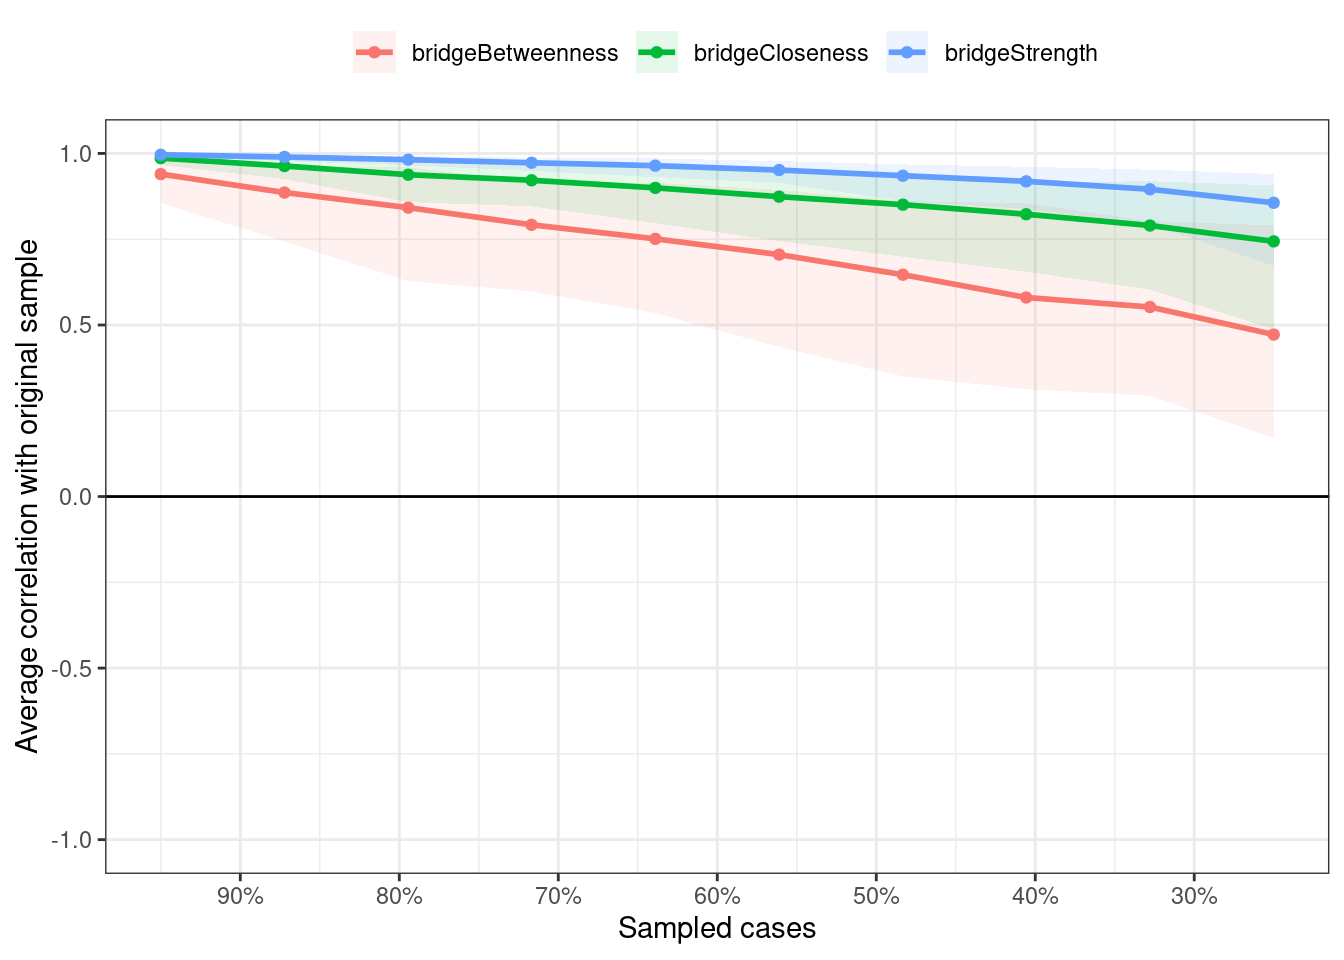 bridgeBetweenness bridgeCloseness bridgeStrength
Average correlation with original sample
1.0
0.5
0.0
-0.5
-1.0
90% 80% 70% 60% 50% 40% 30%
Sampled cases